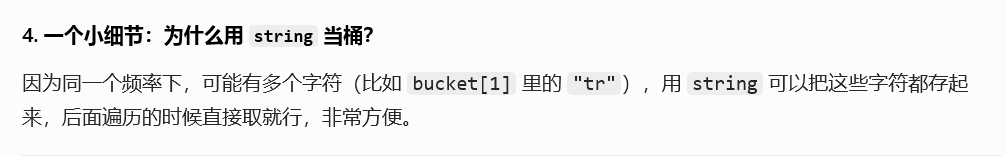 4. 一个小细节：为什么用 string 当桶？
因为同一个频率下，可能有多个字符（比如 bucket[1] 里的 "tr"），用 string 可以把这些字符都存起
来，后面遍历的时候直接取就行，非常方便。